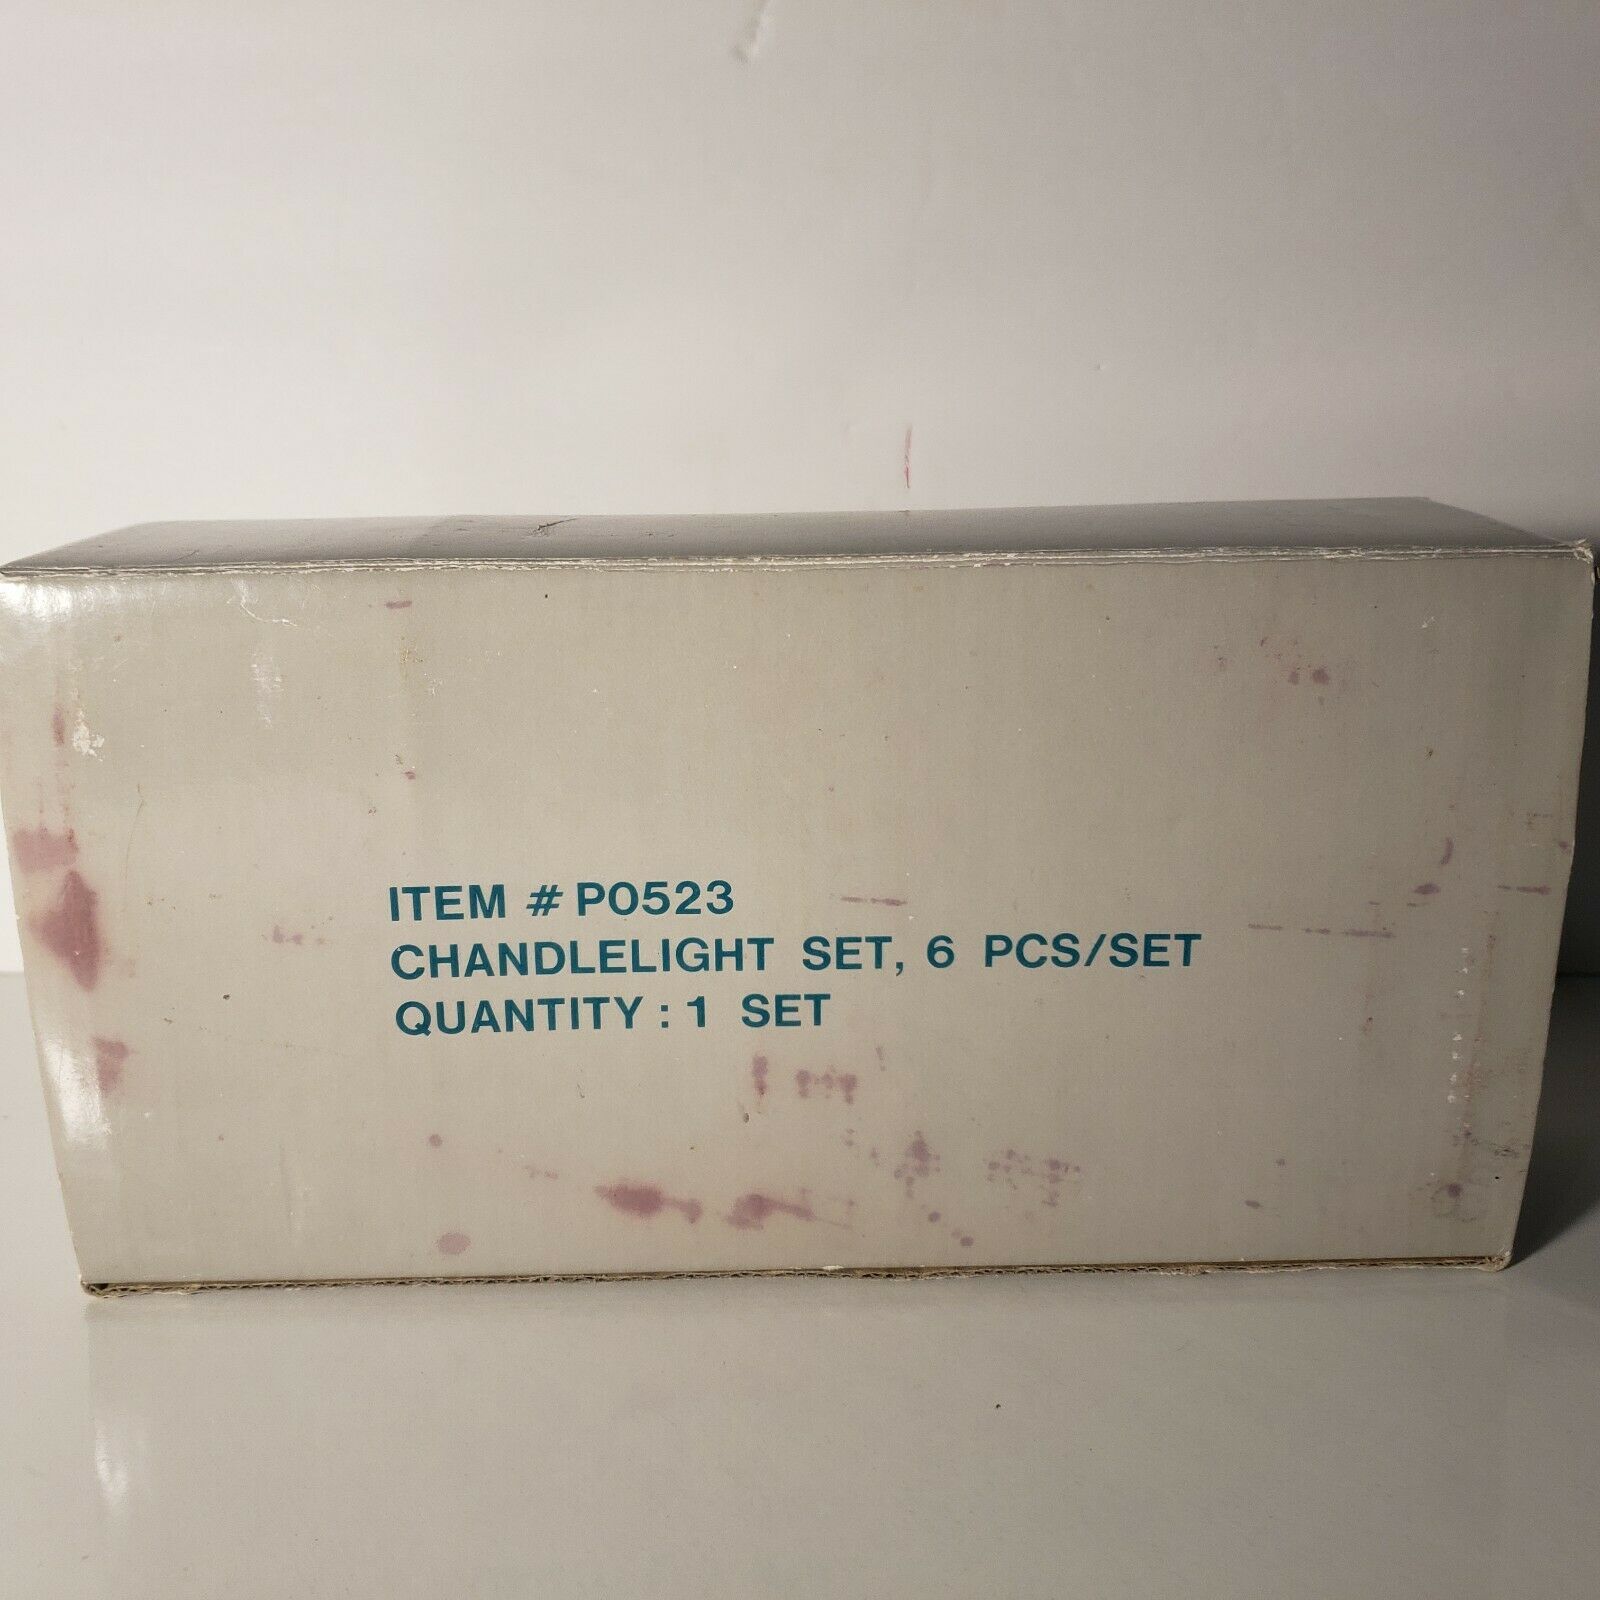 ITEM # P0523
CHANDLELIGHT SET, 6 PCS/SET
QUANTITY : 1 SET